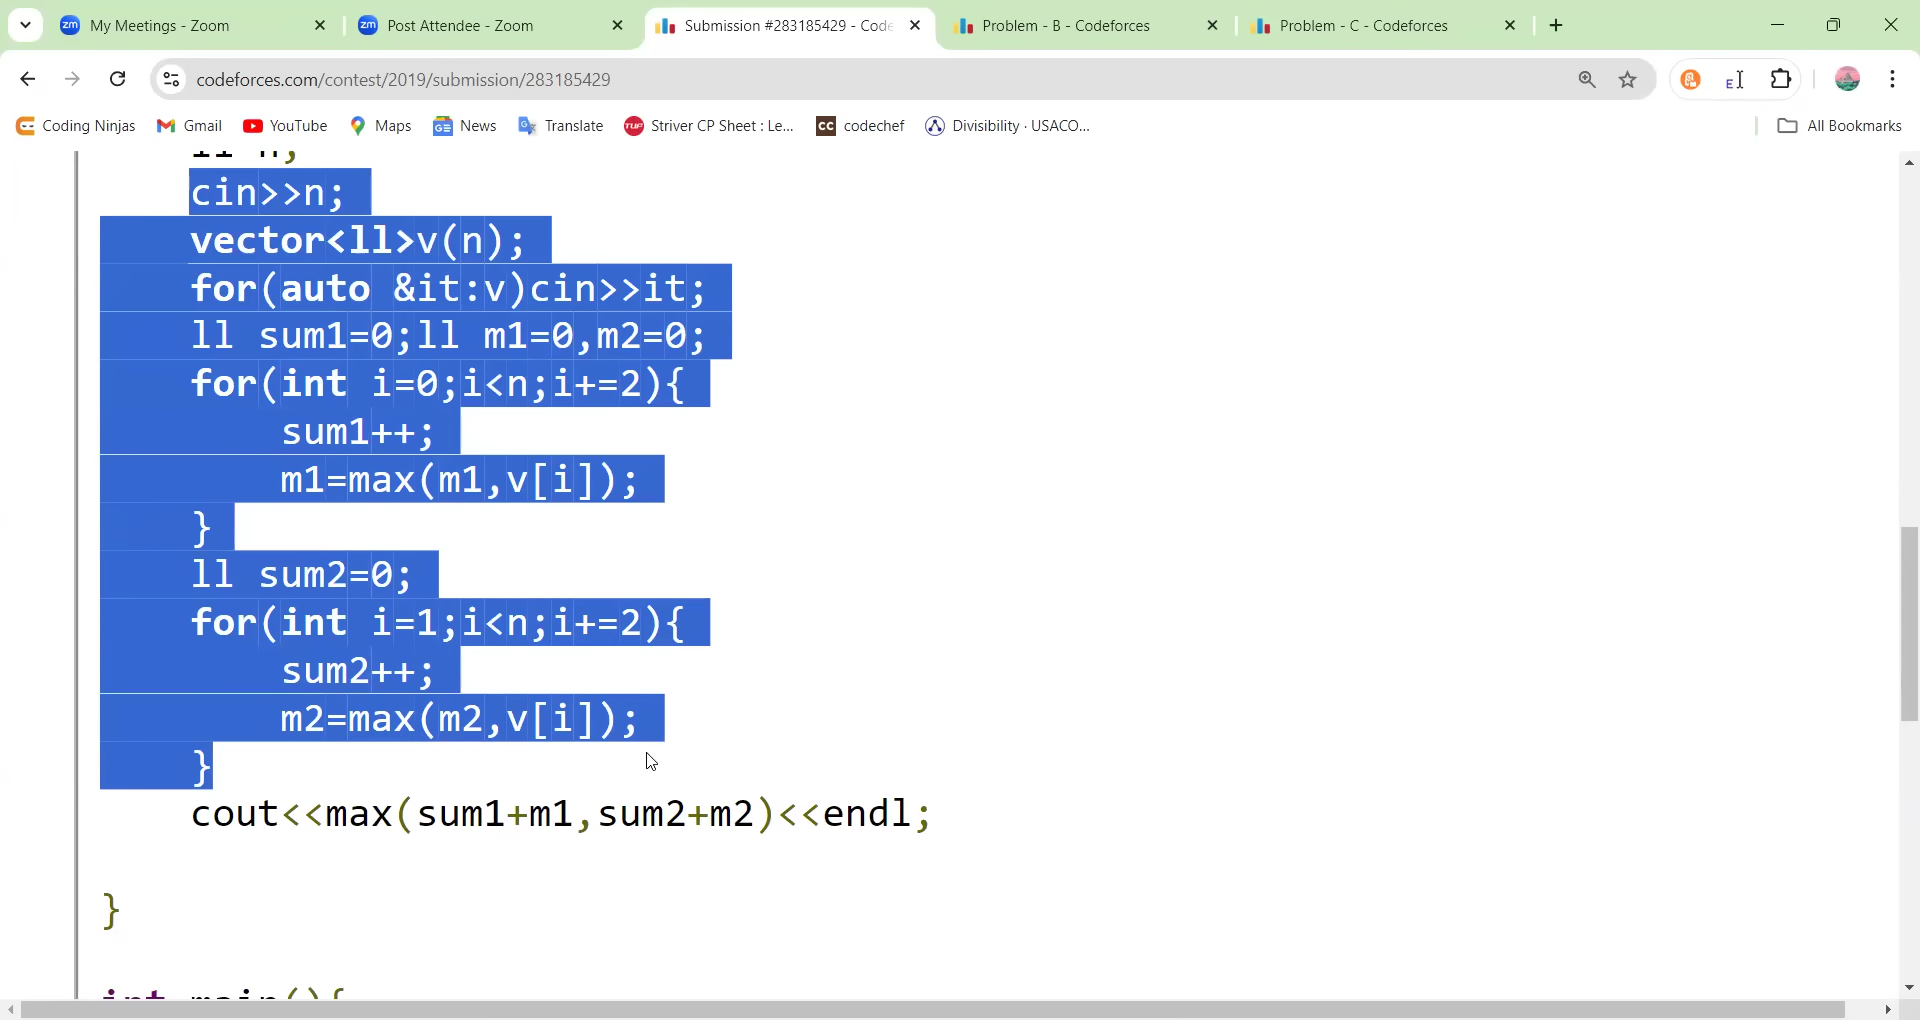 My Meetings - Zoom
Post Attendee - Zoom
Submission #283185429 - Code
Problem - B - Codeforces
Problem - C - Codeforces
codeforces.com/contest/2019/submission/283185429
Coding Ninjas
Gmail
YouTube
Maps
News
Translate
Striver CP Sheet : Le...
codechef
Divisibility · USACO...
All Bookmarks
ll n;
cin>>n;
vector<ll>v(n);
for(auto &it:v)cin>>it;
ll sum1=0;ll m1=0,m2=0;
for(int i=0;i<n;i+=2){
sum1++;
m1=max(m1,v[i]);
}
ll sum2=0;
for(int i=1;i<n;i+=2){
sum2++;
m2=max(m2,v[i]);
}
cout<<max(sum1+m1,sum2+m2)<<endl;
}
int main(){